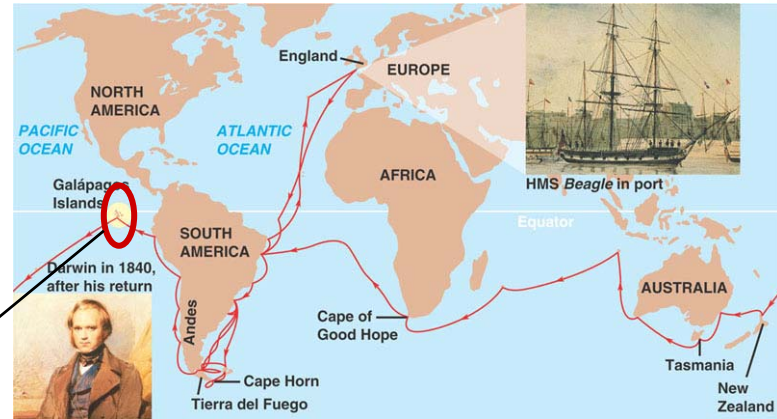 England
EUROPE
NORTH
AMERICA
PACIFIC
OCEAN
ATLANTIC
OCEAN
AFRICA
HMS Beagle in port
Galápagos
Islands
Equator
SOUTH
AMERICA
Darwin in 1840,
after his return
Andes
AUSTRALIA
Cape of
Good Hope
Tasmania
Cape Horn
New
Zealand
Tierra del Fuego